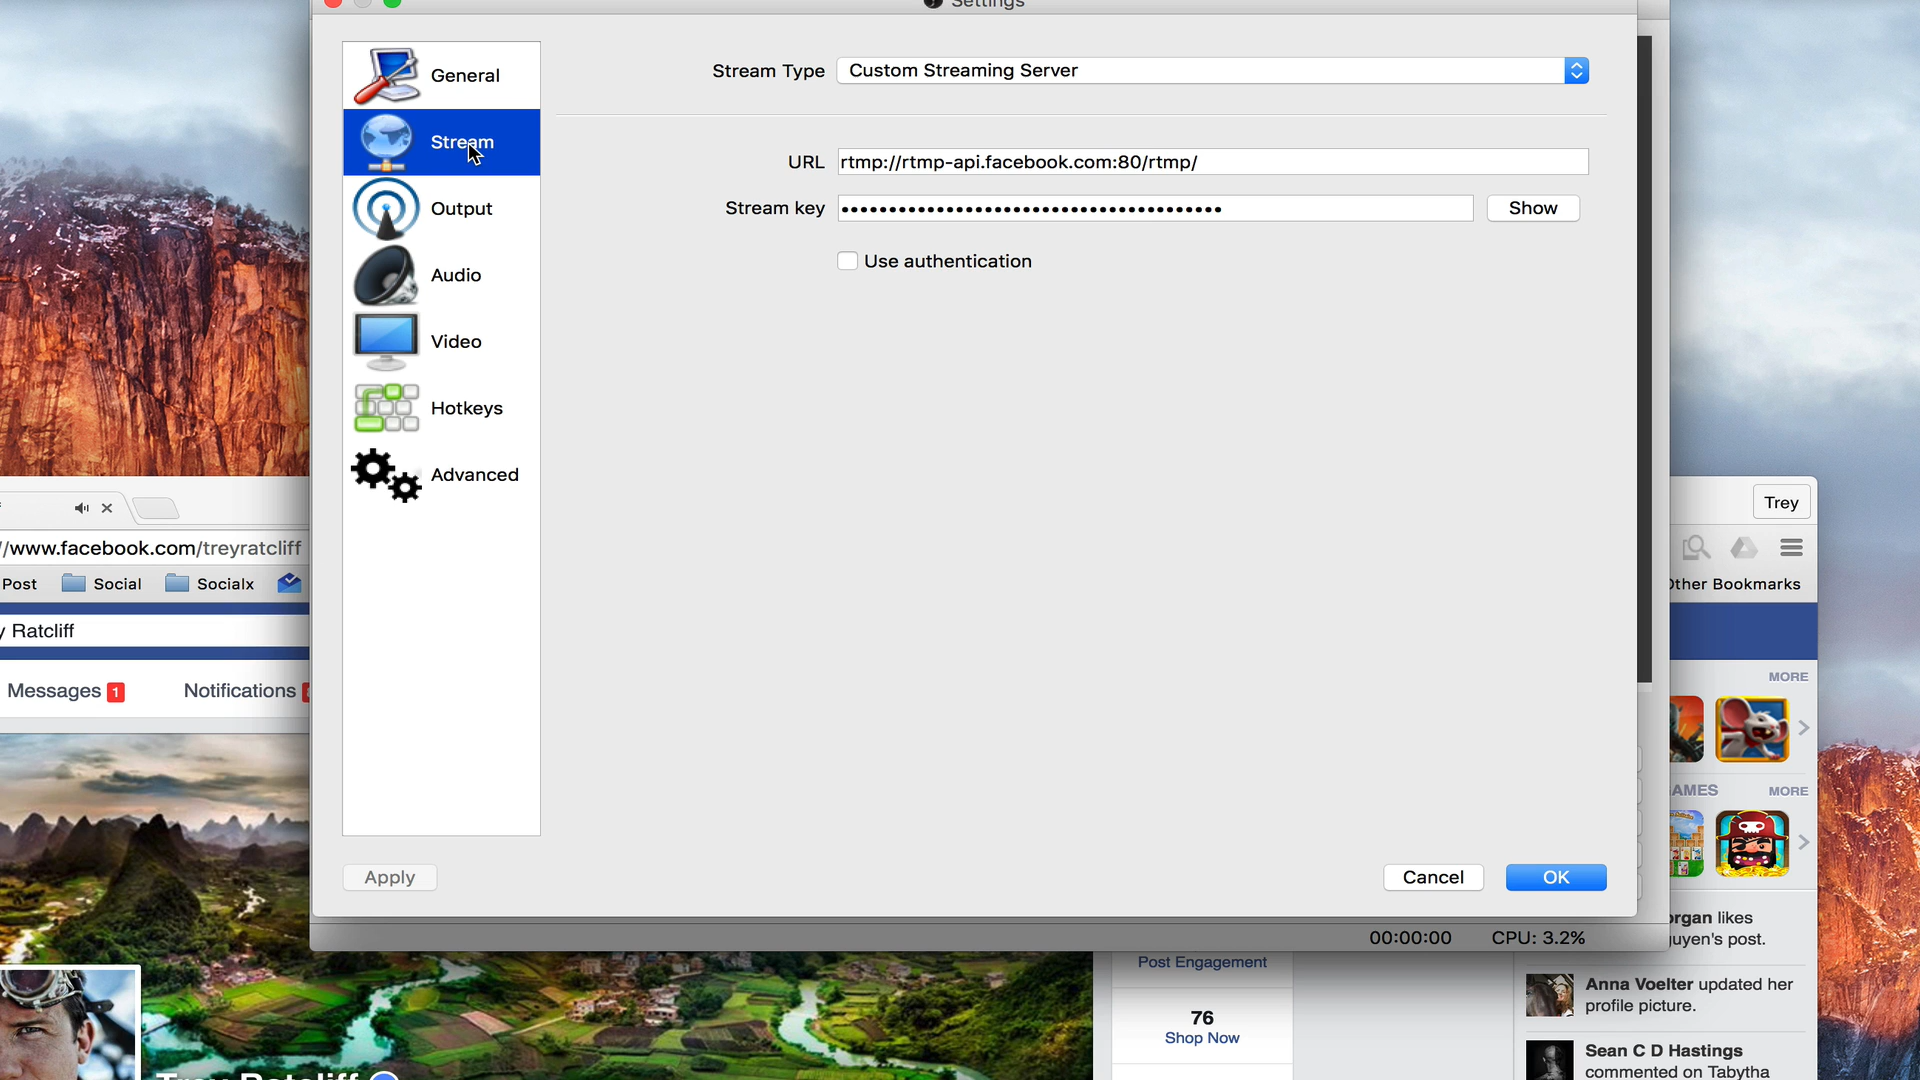 Settings
General
Stream
Output
Audio
Video
Hotkeys
Advanced
Stream Type
Custom Streaming Server
URL
rtmp://rtmp-api.facebook.com:80/rtmp/
Stream key
Show
Use authentication
Apply
Cancel
OK
00:00:00 CPU: 3.2%
Trey
//www.facebook.com/treyratcliff
Post Social Socialx
Other Bookmarks
y Ratcliff
Messages 1 Notifications
MORE
AMES MORE
organ likes
uyen's post.
Post Engagement
76
Shop Now
Anna Voelter updated her
profile picture.
Sean C D Hastings
commented on Tabytha
Trey Ratcliff